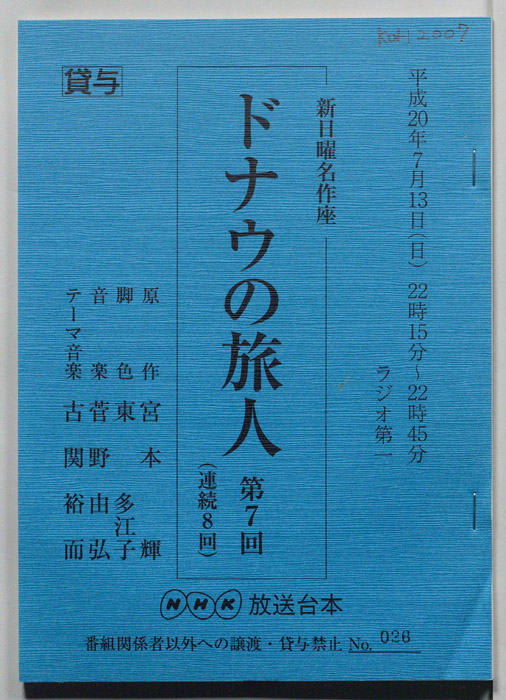 KOH 2007
平成20年7月13日(日) 22時15分〜22時45分
ラジオ第一
新日曜名作座
ドナウの旅人 第7回
(連続8回)
貸与
原作 宮本輝
脚色 東多江子
音楽 菅野由弘
テーマ音楽 古関裕而
NHK 放送台本
番組関係者以外への譲渡・貸与禁止 No. 026